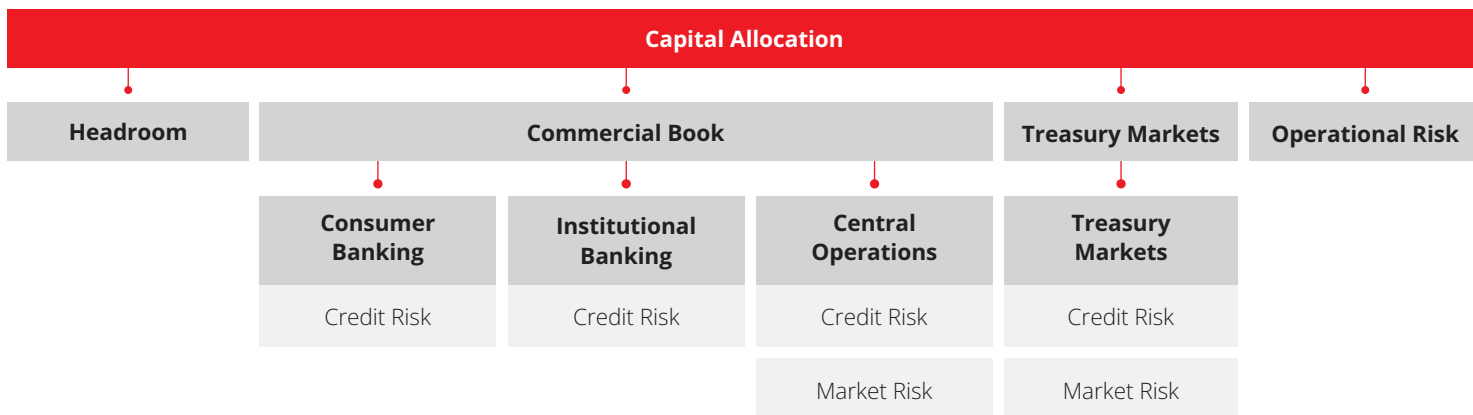 Capital Allocation
Headroom
Commercial Book
Treasury Markets
Operational Risk
Consumer
Banking
Institutional
Banking
Central
Operations
Treasury
Markets
Credit Risk
Credit Risk
Credit Risk
Credit Risk
Market Risk
Market Risk